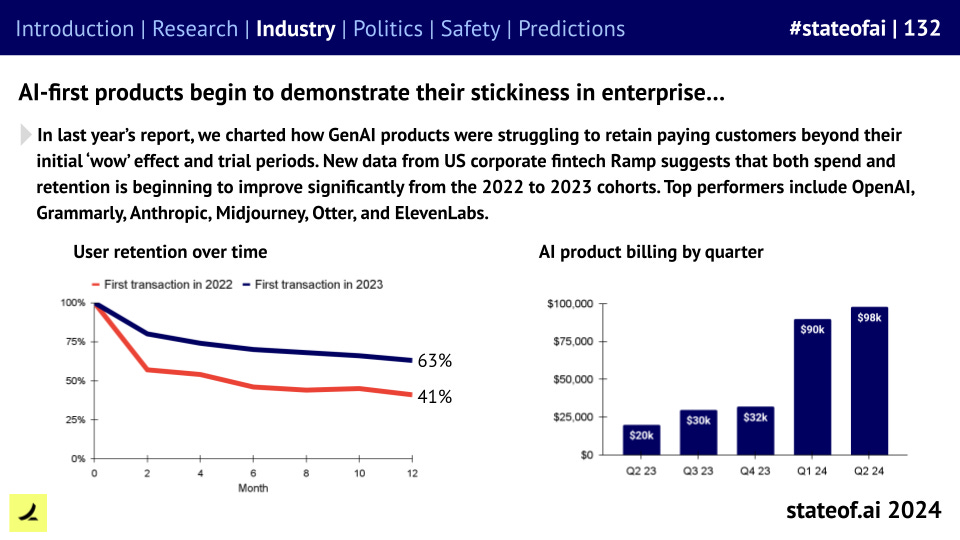 Introduction | Research | Industry | Politics | Safety | Predictions
#stateofai | 132
AI-first products begin to demonstrate their stickiness in enterprise…
In last year’s report, we charted how GenAI products were struggling to retain paying customers beyond their
initial ‘wow’ effect and trial periods. New data from US corporate fintech Ramp suggests that both spend and
retention is beginning to improve significantly from the 2022 to 2023 cohorts. Top performers include OpenAI,
Grammarly, Anthropic, Midjourney, Otter, and ElevenLabs.
User retention over time
First transaction in 2022 First transaction in 2023
100%
75%
50%
25%
0%
63%
41%
0 2 4 6 8 10 12
Month
AI product billing by quarter
$100,000
$75,000
$50,000
$25,000
$0
$20k $30k $32k $90k $98k
Q2 23 Q3 23 Q4 23 Q1 24 Q2 24
stateof.ai 2024